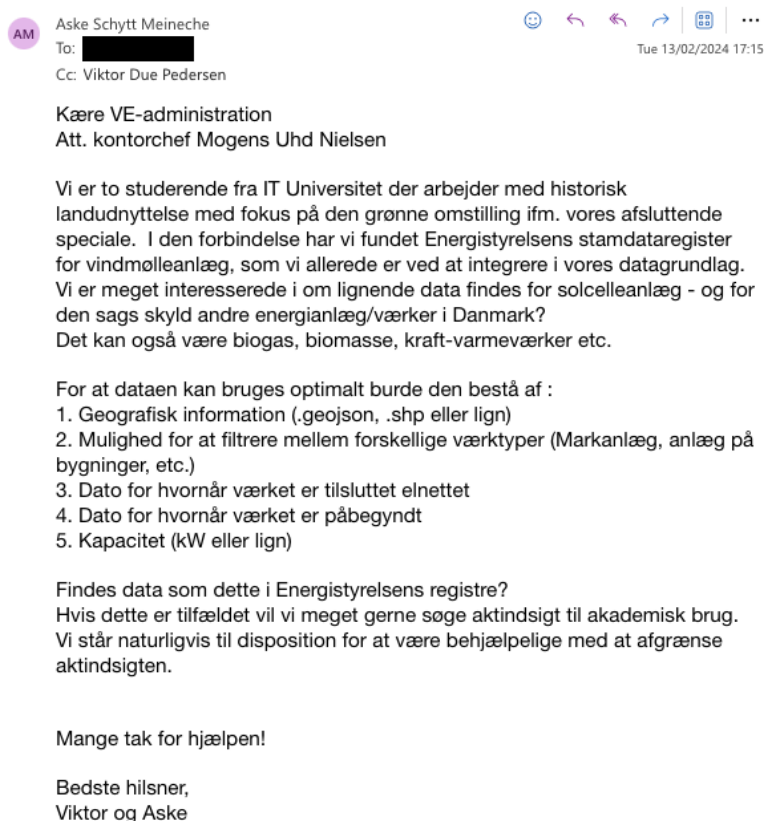 AM
Aske Schytt Meineche
To:
Cc: Viktor Due Pedersen
Tue 13/02/2024 17:15
Kære VE-administration
Att. kontorchef Mogens Uhd Nielsen
Vi er to studerende fra IT Universitet der arbejder med historisk
landudnyttelse med fokus på den grønne omstilling ifm. vores afsluttende
speciale.  I den forbindelse har vi fundet Energistyrelsens stamdataregister
for vindmølleanlæg, som vi allerede er ved at integrere i vores datagrundlag.
Vi er meget interesserede i om lignende data findes for solcelleanlæg - og for
den sags skyld andre energianlæg/værker i Danmark?
Det kan også være biogas, biomasse, kraft-varmeværker etc.
For at dataen kan bruges optimalt burde den bestå af :
1. Geografisk information (.geojson, .shp eller lign)
2. Mulighed for at filtrere mellem forskellige værktyper (Markanlæg, anlæg på
bygninger, etc.)
3. Dato for hvornår værket er tilsluttet elnettet
4. Dato for hvornår værket er påbegyndt
5. Kapacitet (kW eller lign)
Findes data som dette i Energistyrelsens registre?
Hvis dette er tilfældet vil vi meget gerne søge aktindsigt til akademisk brug.
Vi står naturligvis til disposition for at være behjælpelige med at afgrænse
aktindsigten.
Mange tak for hjælpen!
Bedste hilsner,
Viktor og Aske